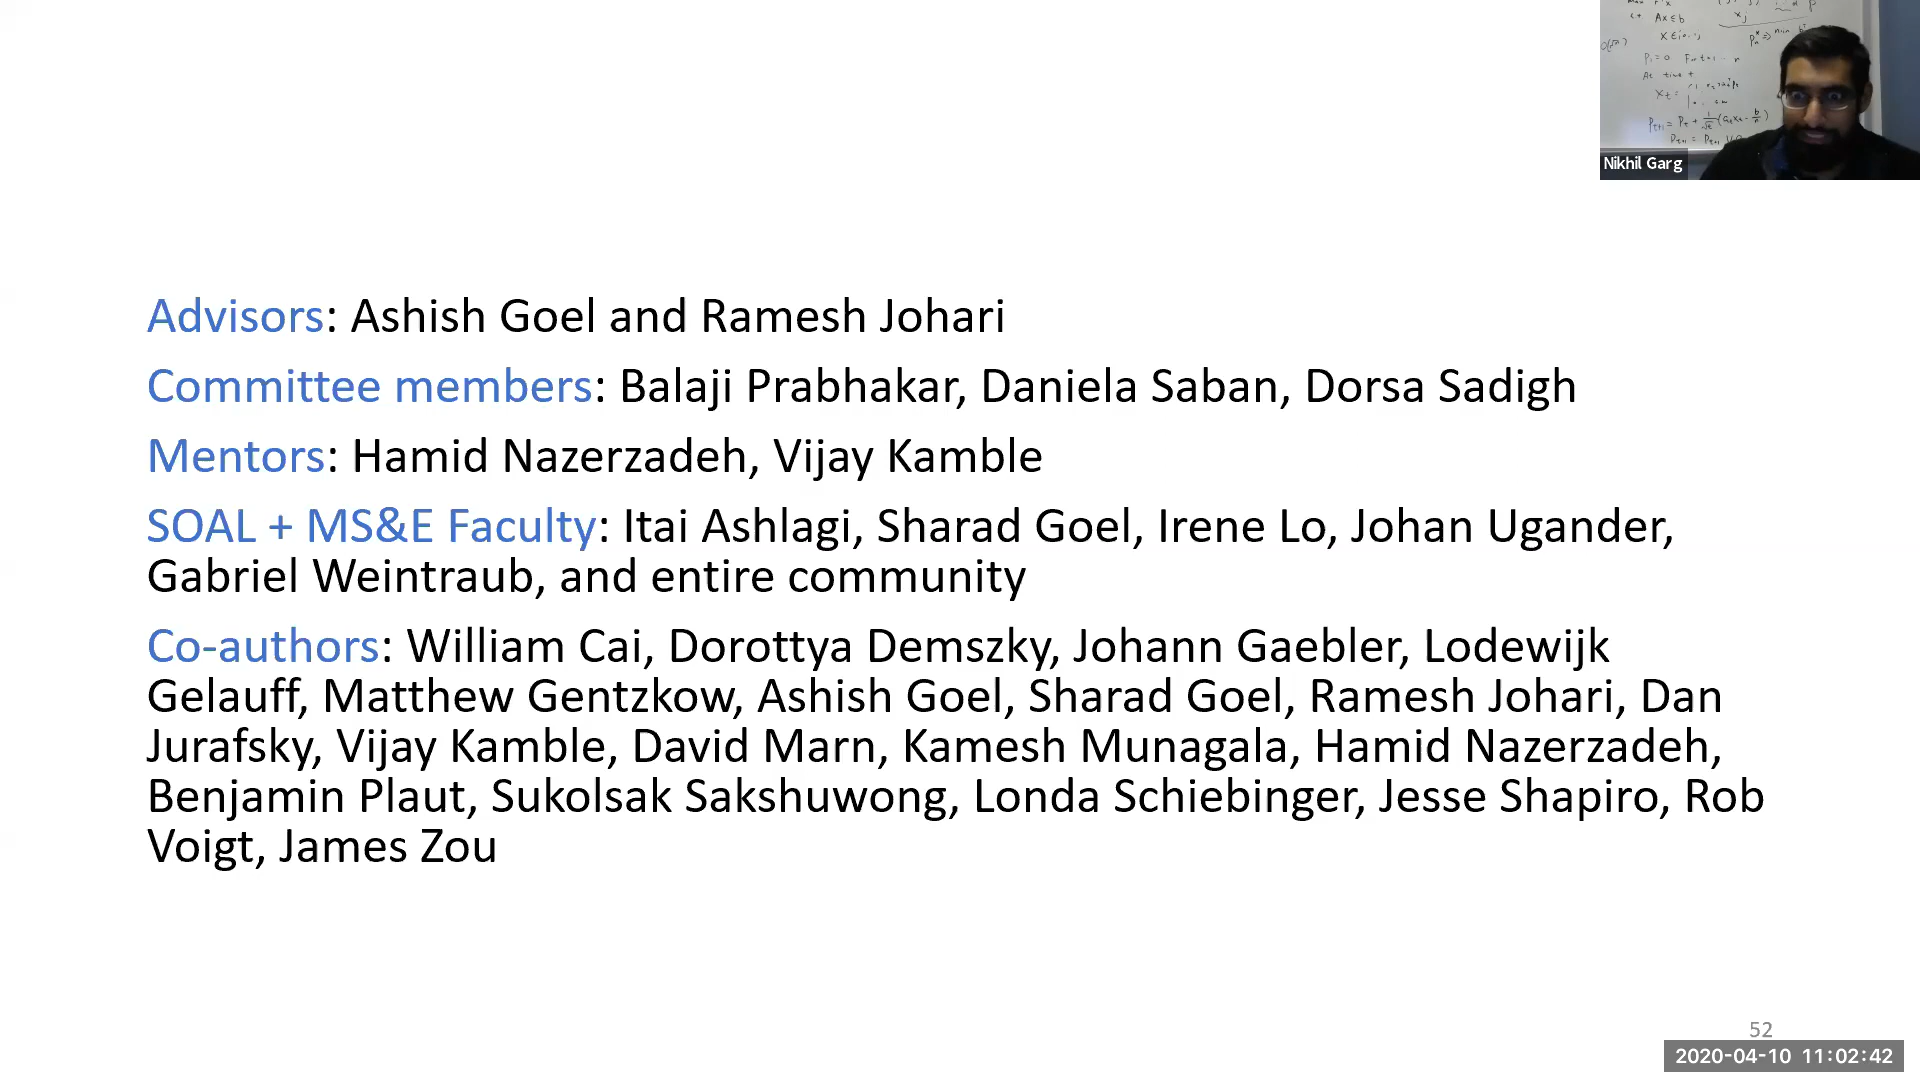 Ax ≤ b
At time t
Nikhil Garg
Advisors: Ashish Goel and Ramesh Johari
Committee members: Balaji Prabhakar, Daniela Saban, Dorsa Sadigh
Mentors: Hamid Nazerzadeh, Vijay Kamble
SOAL + MS&E Faculty: Itai Ashlagi, Sharad Goel, Irene Lo, Johan Ugander,
Gabriel Weintraub, and entire community
Co-authors: William Cai, Dorottya Demszky, Johann Gaebler, Lodewijk
Gelauff, Matthew Gentzkow, Ashish Goel, Sharad Goel, Ramesh Johari, Dan
Jurafsky, Vijay Kamble, David Marn, Kamesh Munagala, Hamid Nazerzadeh,
Benjamin Plaut, Sukolsak Sakshuwong, Londa Schiebinger, Jesse Shapiro, Rob
Voigt, James Zou
52
2020-04-10 11:02:42